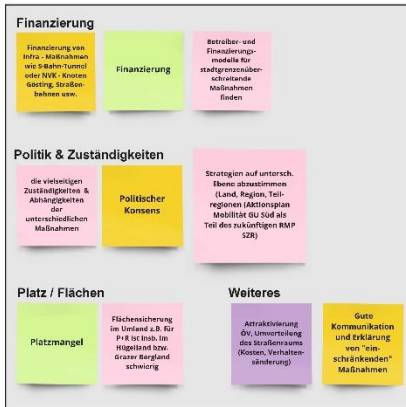 Finanzierung
Finanzierung von
Infra - Maßnahmen
wie S-Bahn-Tunnel
oder NVK - Knoten
Gösting, Straßen-
bahnen usw.
Finanzierung
Betreiber- und
Finanzierungs-
modelle für
stadtgrenzenüber-
schreitende
Maßnahmen
finden
Politik & Zuständigkeiten
die vielseitigen
Zuständigkeiten &
Abhängigkeiten
der
unterschiedlichen
Maßnahmen
Politischer
Konsens
Strategien auf untersch.
Ebene abzustimmen
(Land, Region, Teil-
regionen (Aktionsplan
Mobilität GU Süd als
Teil des zukünftigen RMP
SZR)
Platz / Flächen
Platzmangel
Flächensicherung
im Umland z.B. für
P+R ist insb. im
Hügelland bzw.
Grazer Bergland
schwierig
Weiteres
Attraktivierung
ÖV, Umverteilung
des Straßenraums
(Kosten, Verhalten-
sänderung)
Gute
Kommunikation
und Erklärung
von "ein-
schränkenden"
Maßnahmen